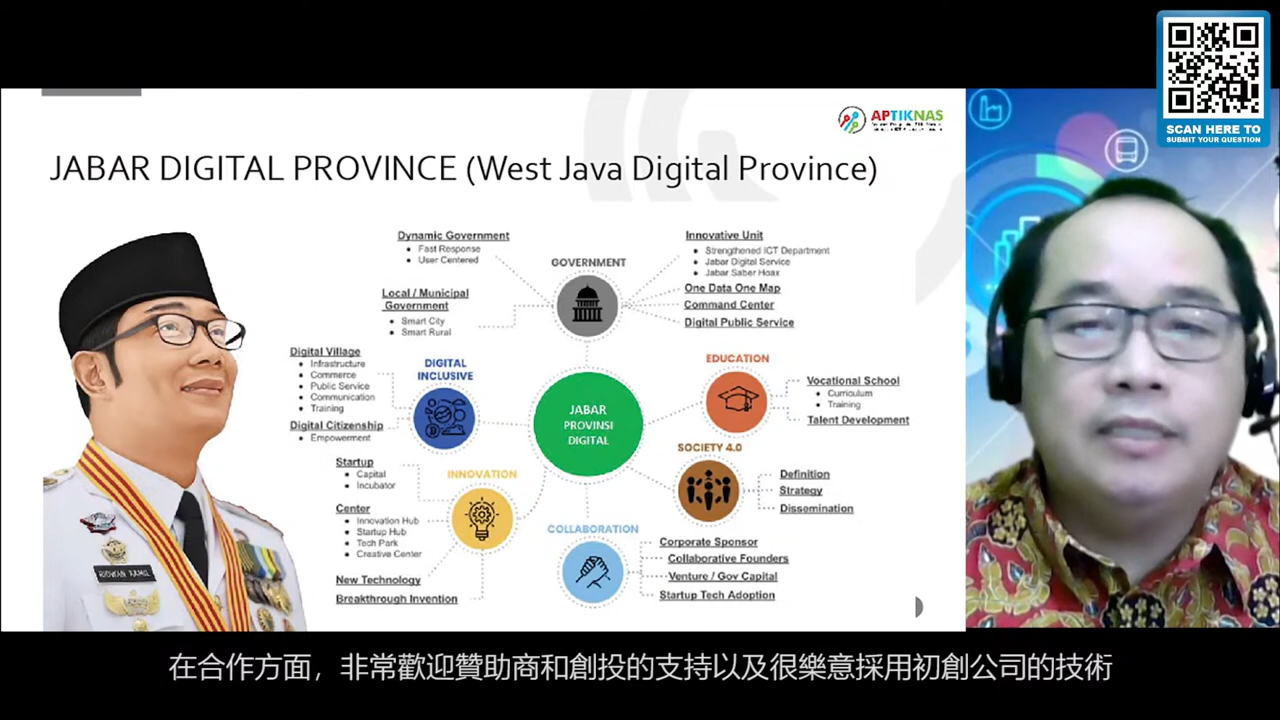 SCAN HERE TO
SUBMIT YOUR QUESTION
APTIKNAS
JABAR DIGITAL PROVINCE (West Java Digital Province)
Dynamic Government
Fast Response
User Centered
GOVERNMENT
Innovative Unit
Strengthened ICT Department
Jabar Digital Service
Jabar Saber Hoax
One Data One Map
Command Center
Digital Public Service
Local / Municipal
Government
Smart City
Smart Rural
Digital Village
Infrastructure
Commerce
Public Service
Communication
Training
Digital Citizenship
Empowerment
DIGITAL
INCLUSIVE
EDUCATION
Vocational School
Curriculum
Training
Talent Development
JABAR
PROVINSI
DIGITAL
SOCIETY 4.0
Definition
Strategy
Dissemination
Startup
Capital
Incubator
INNOVATION
Center
Innovation Hub
Startup Hub
Tech Park
Creative Center
New Technology
Breakthrough Invention
COLLABORATION
Corporate Sponsor
Collaborative Founders
Venture / Gov Capital
Startup Tech Adoption
RIDWAN KAMIL
在合作方面，非常歡迎贊助商和創投的支持以及很樂意採用初創公司的技術